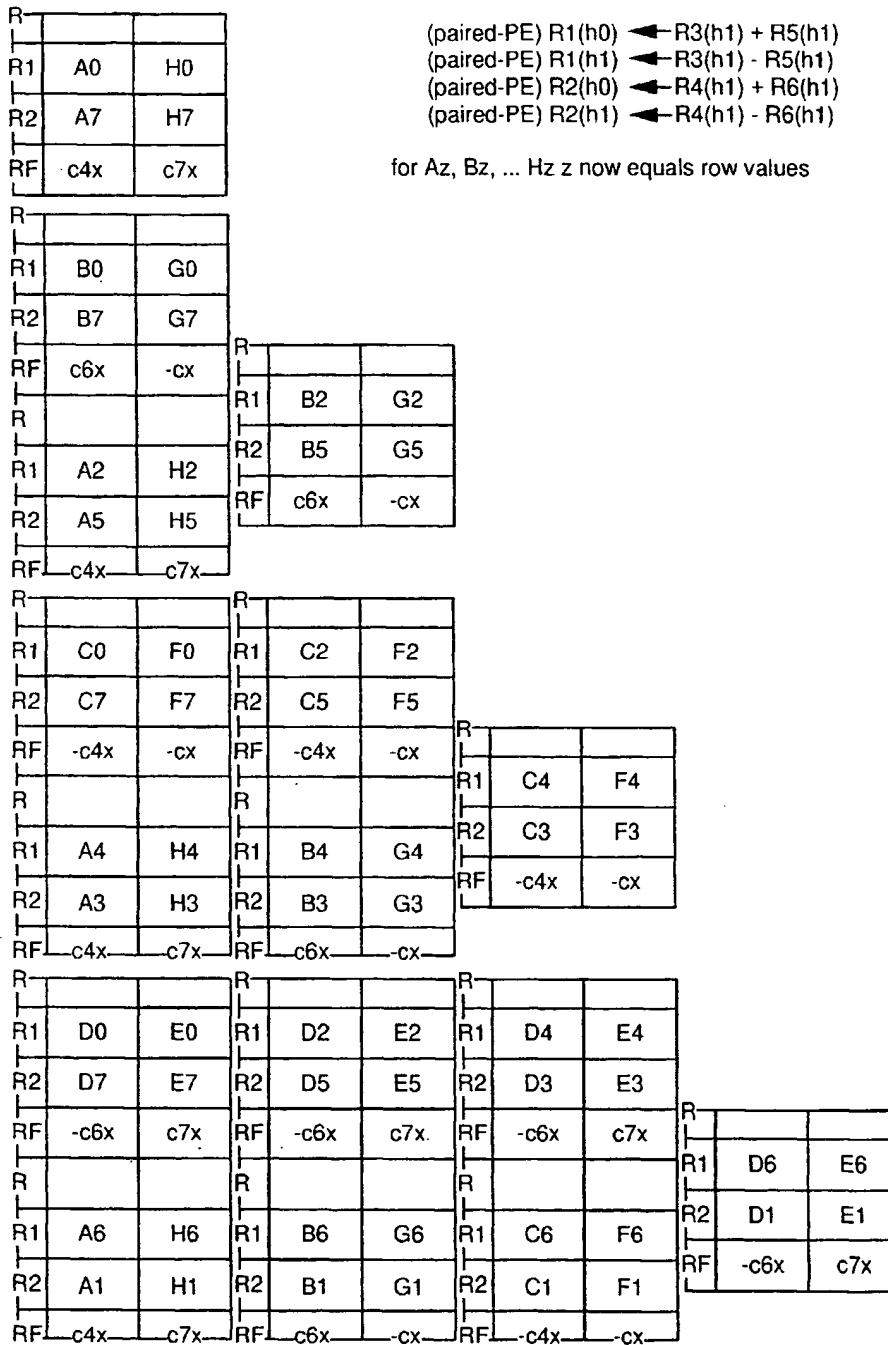 (paired-PE) R1(h0) ◄ R3(h1) + R5(h1)
(paired-PE) R1(h1) ◄ R3(h1) - R5(h1)
(paired-PE) R2(h0) ◄ R4(h1) + R6(h1)
(paired-PE) R2(h1) ◄ R4(h1) - R6(h1)
for Az, Bz, ... Hz z now equals row values
R
R1 A0 H0
R2 A7 H7
RF c4x c7x
R
R1 B0 G0
R2 B7 G7
RF c6x -cx
R
R1 A2 H2
R2 A5 H5
RF c4x c7x
R
R1 B2 G2
R2 B5 G5
RF c6x -cx
R
R1 C0 F0
R2 C7 F7
RF -c4x -cx
R
R1 A4 H4
R2 A3 H3
RF c4x c7x
R
R1 C2 F2
R2 C5 F5
RF -c4x -cx
R
R1 B4 G4
R2 B3 G3
RF c6x -cx
R
R1 C4 F4
R2 C3 F3
RF -c4x -cx
R
R1 D0 E0
R2 D7 E7
RF -c6x c7x
R
R1 A6 H6
R2 A1 H1
RF c4x c7x
R
R1 D2 E2
R2 D5 E5
RF -c6x c7x
R
R1 B6 G6
R2 B1 G1
RF c6x -cx
R
R1 D4 E4
R2 D3 E3
RF -c6x c7x
R
R1 C6 F6
R2 C1 F1
RF -c4x -cx
R
R1 D6 E6
R2 D1 E1
RF -c6x c7x